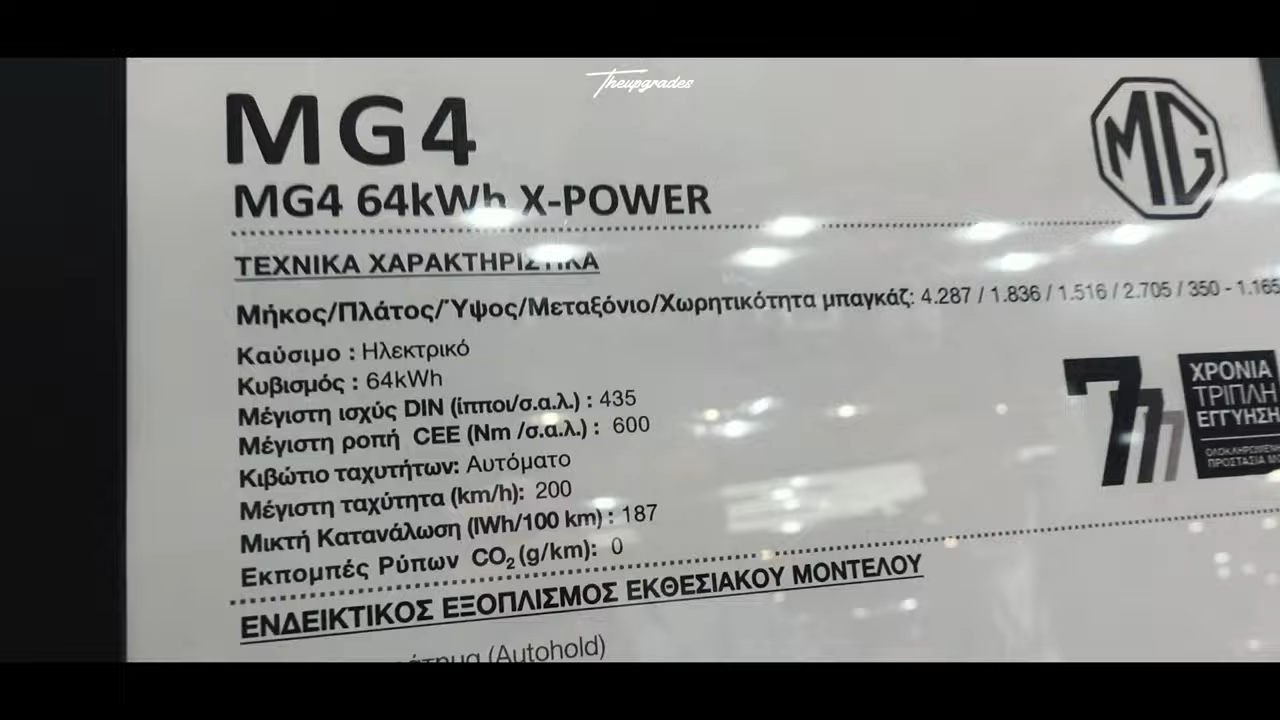 Theupgrades
MG4
MG
MG4 64kWh X-POWER
ΤΕΧΝΙΚΑ ΧΑΡΑΚΤΗΡΙΣΤΙΚΑ
Μήκος/Πλάτος/Ύψος/Μεταξόνιο/Χωρητικότητα μπαγκάζ: 4.287 / 1.836 / 1.516 / 2.705 / 350 - 1.165
Καύσιμο : Ηλεκτρικό
Κυβισμός : 64kWh
Μέγιστη ισχύς DIN (ίπποι/σ.α.λ.) : 435
Μέγιστη ροπή CEE (Nm /σ.α.λ.) : 600
Κιβώτιο ταχυτήτων: Αυτόματο
Μέγιστη ταχύτητα (km/h): 200
Μικτή Κατανάλωση (IWh/100 km) : 187
Εκπομπές Ρύπων CO₂ (g/km): 0
777
ΧΡΟΝΙΑ
ΤΡΙΠΛΗ
ΕΓΓΥΗΣΗ
ΠΡΟΣΤΑΣΙΑ
ΕΝΔΕΙΚΤΙΚΟΣ ΕΞΟΠΛΙΣΜΟΣ ΕΚΘΕΣΙΑΚΟΥ ΜΟΝΤΕΛΟΥ
(Autohold)